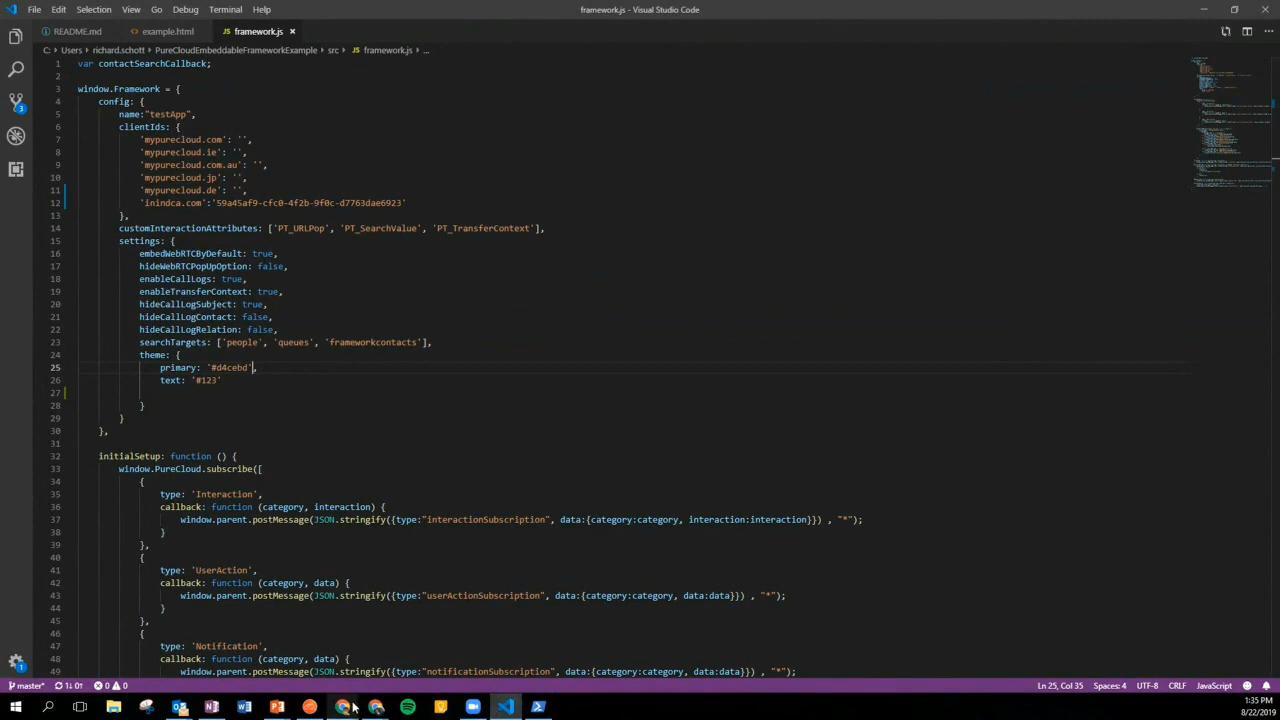 File Edit Selection View Go Debug Terminal Help
framework.js - Visual Studio Code
README.md
example.html
JS framework.js ×
C: > Users > richard.schott > PureCloudEmbeddableFrameworkExample > src > JS framework.js > ...
1 var contactSearchCallback;
2
3 window.Framework = {
4 config: {
5 name:"testApp",
6 clientIds: {
7 'mypurecloud.com': '',
8 'mypurecloud.ie': '',
9 'mypurecloud.com.au': '',
10 'mypurecloud.jp': '',
11 'mypurecloud.de': '',
12 'inindca.com':'59a45af9-cfc0-4f2b-9f0c-d7763dae6923'
13 },
14 customInteractionAttributes: ['PT_URLPop', 'PT_SearchValue', 'PT_TransferContext'],
15 settings: {
16 embedWebRTCByDefault: true,
17 hideWebRTCPopUpOption: false,
18 enableCallLogs: true,
19 enableTransferContext: true,
20 hideCallLogSubject: true,
21 hideCallLogContact: false,
22 hideCallLogRelation: false,
23 searchTargets: ['people', 'queues', 'frameworkcontacts'],
24 theme: {
25 primary: '#d4cebd',
26 text: '#123'
27
28 }
29 }
30 },
31
32 initialSetup: function () {
33 window.PureCloud.subscribe([
34 {
35 type: 'Interaction',
36 callback: function (category, interaction) {
37 window.parent.postMessage(JSON.stringify({type:"interactionSubscription", data:{category:category, interaction:interaction}}) , "*");
38 }
39 },
40 {
41 type: 'UserAction',
42 callback: function (category, data) {
43 window.parent.postMessage(JSON.stringify({type:"userActionSubscription", data:{category:category, data:data}}) , "*");
44 }
45 },
46 {
47 type: 'Notification',
48 callback: function (category, data) {
49 window.parent.postMessage(JSON.stringify({type:"notificationSubscription", data:{category:category, data:data}}) , "*");
3
1
master* 1↓ 0↑ 0 0
Ln 25, Col 35 Spaces: 4 UTF-8 CRLF JavaScript
1:35 PM
8/22/2019